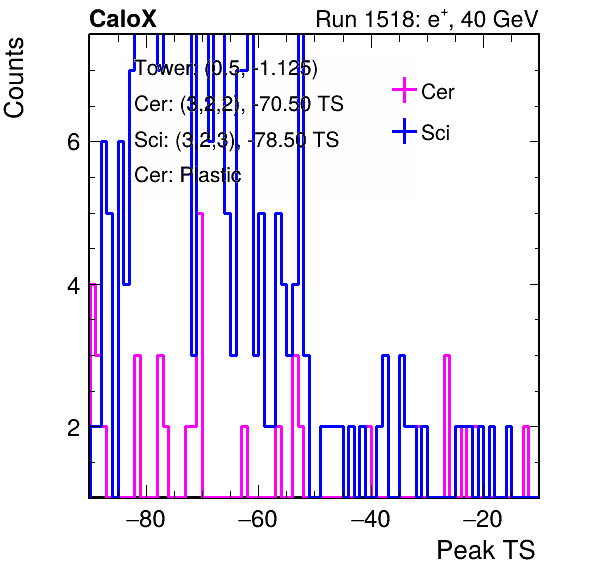 CaloX
Run 1518: e+, 40 GeV
Counts
Tower: (0.5, -1.125)
Cer: (3,2,2), -70.50 TS
Sci: (3,2,3), -78.50 TS
Cer: Plastic
Cer
Sci
6
4
2
−80
−60
−40
−20
Peak TS